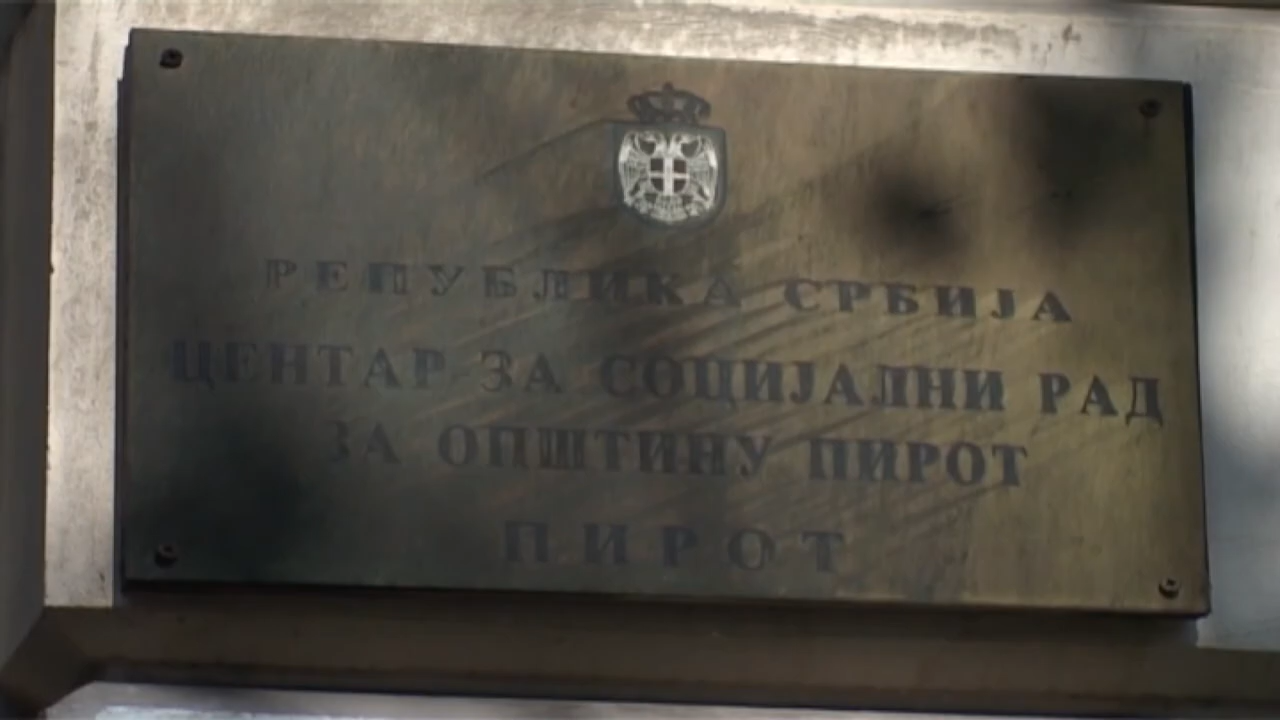 РЕПУБЛИКА СРБИЈА
ЦЕНТАР ЗА СОЦИЈАЛНИ РАД
ЗА ОПШТИНУ ПИРОТ
ПИРОТ